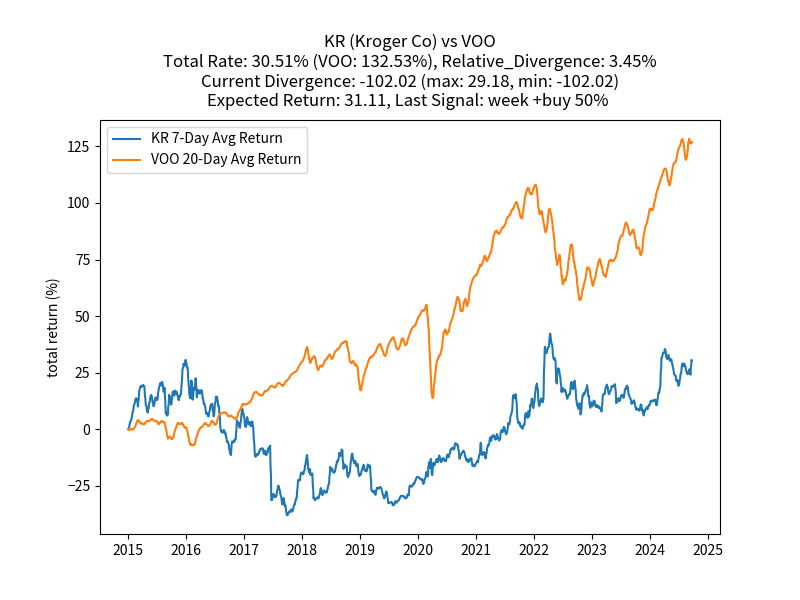 KR (Kroger Co) vs VOO
Total Rate: 30.51% (VOO: 132.53%), Relative_Divergence: 3.45%
Current Divergence: -102.02 (max: 29.18, min: -102.02)
Expected Return: 31.11, Last Signal: week +buy 50%
KR 7-Day Avg Return
VOO 20-Day Avg Return
total return (%)
125
100
75
50
25
0
−25
2015 2016 2017 2018 2019 2020 2021 2022 2023 2024 2025